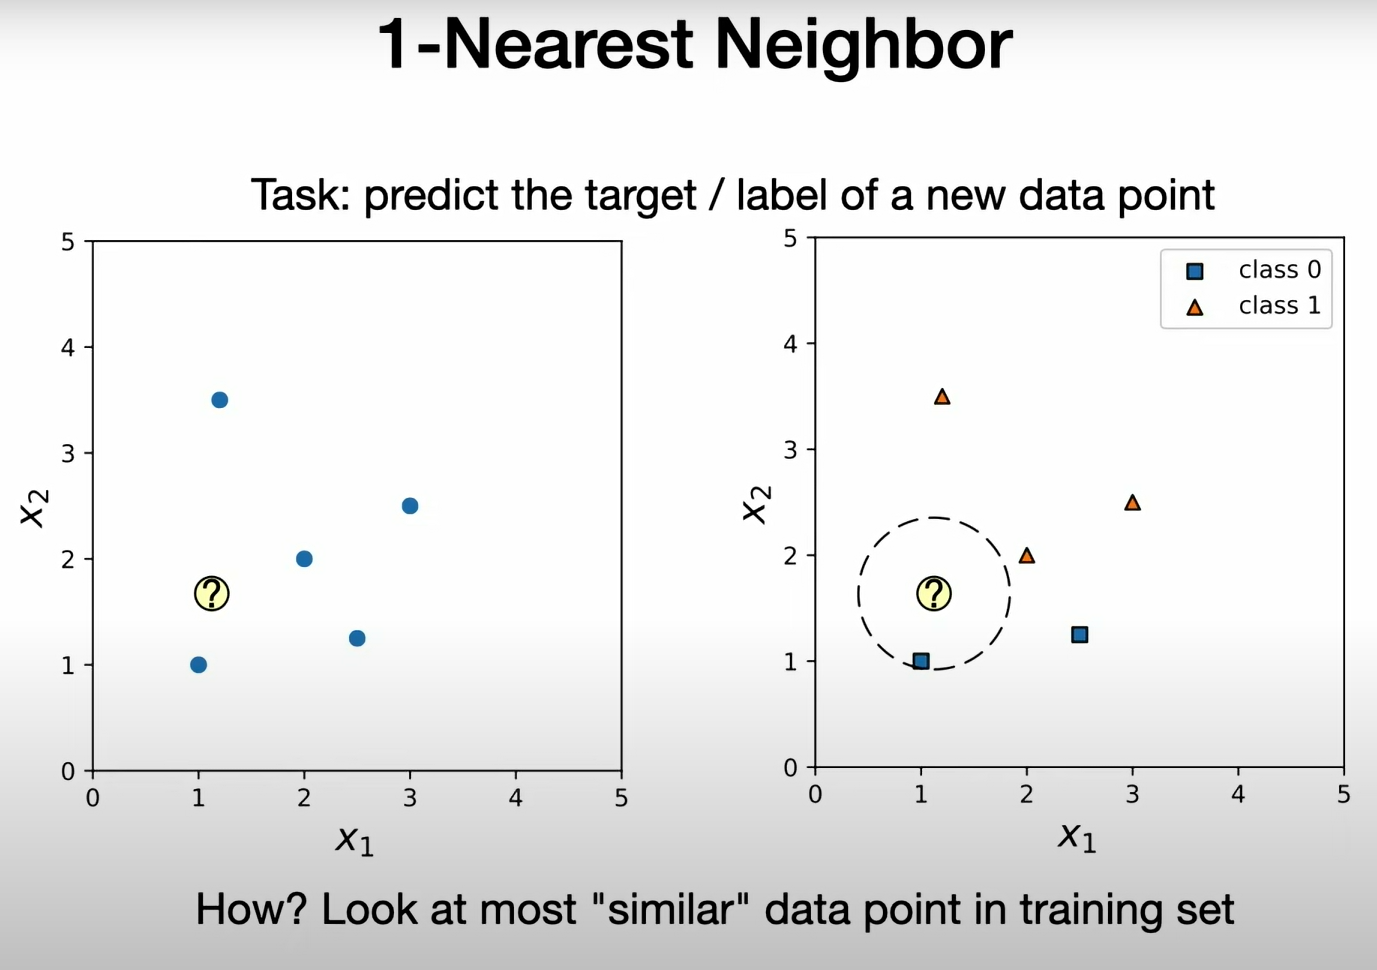 1-Nearest Neighbor
Task: predict the target / label of a new data point
5
4
3
2
1
0
x₂
?
0 1 2 3 4 5
x₁
5
4
3
2
1
0
x₂
class 0
class 1
?
0 1 2 3 4 5
x₁
How? Look at most "similar" data point in training set